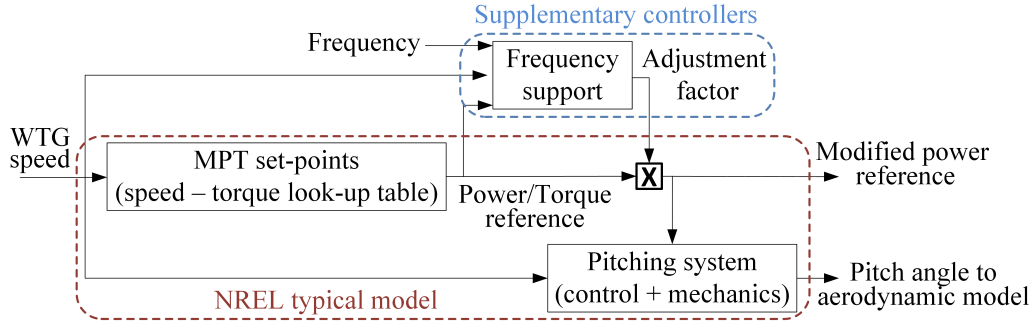 Supplementary controllers
Frequency
Frequency
support
Adjustment
factor
WTG
speed
MPT set-points
(speed – torque look-up table)
Power/Torque
reference
X
Modified power
reference
Pitching system
(control + mechanics)
Pitch angle to
aerodynamic model
NREL typical model